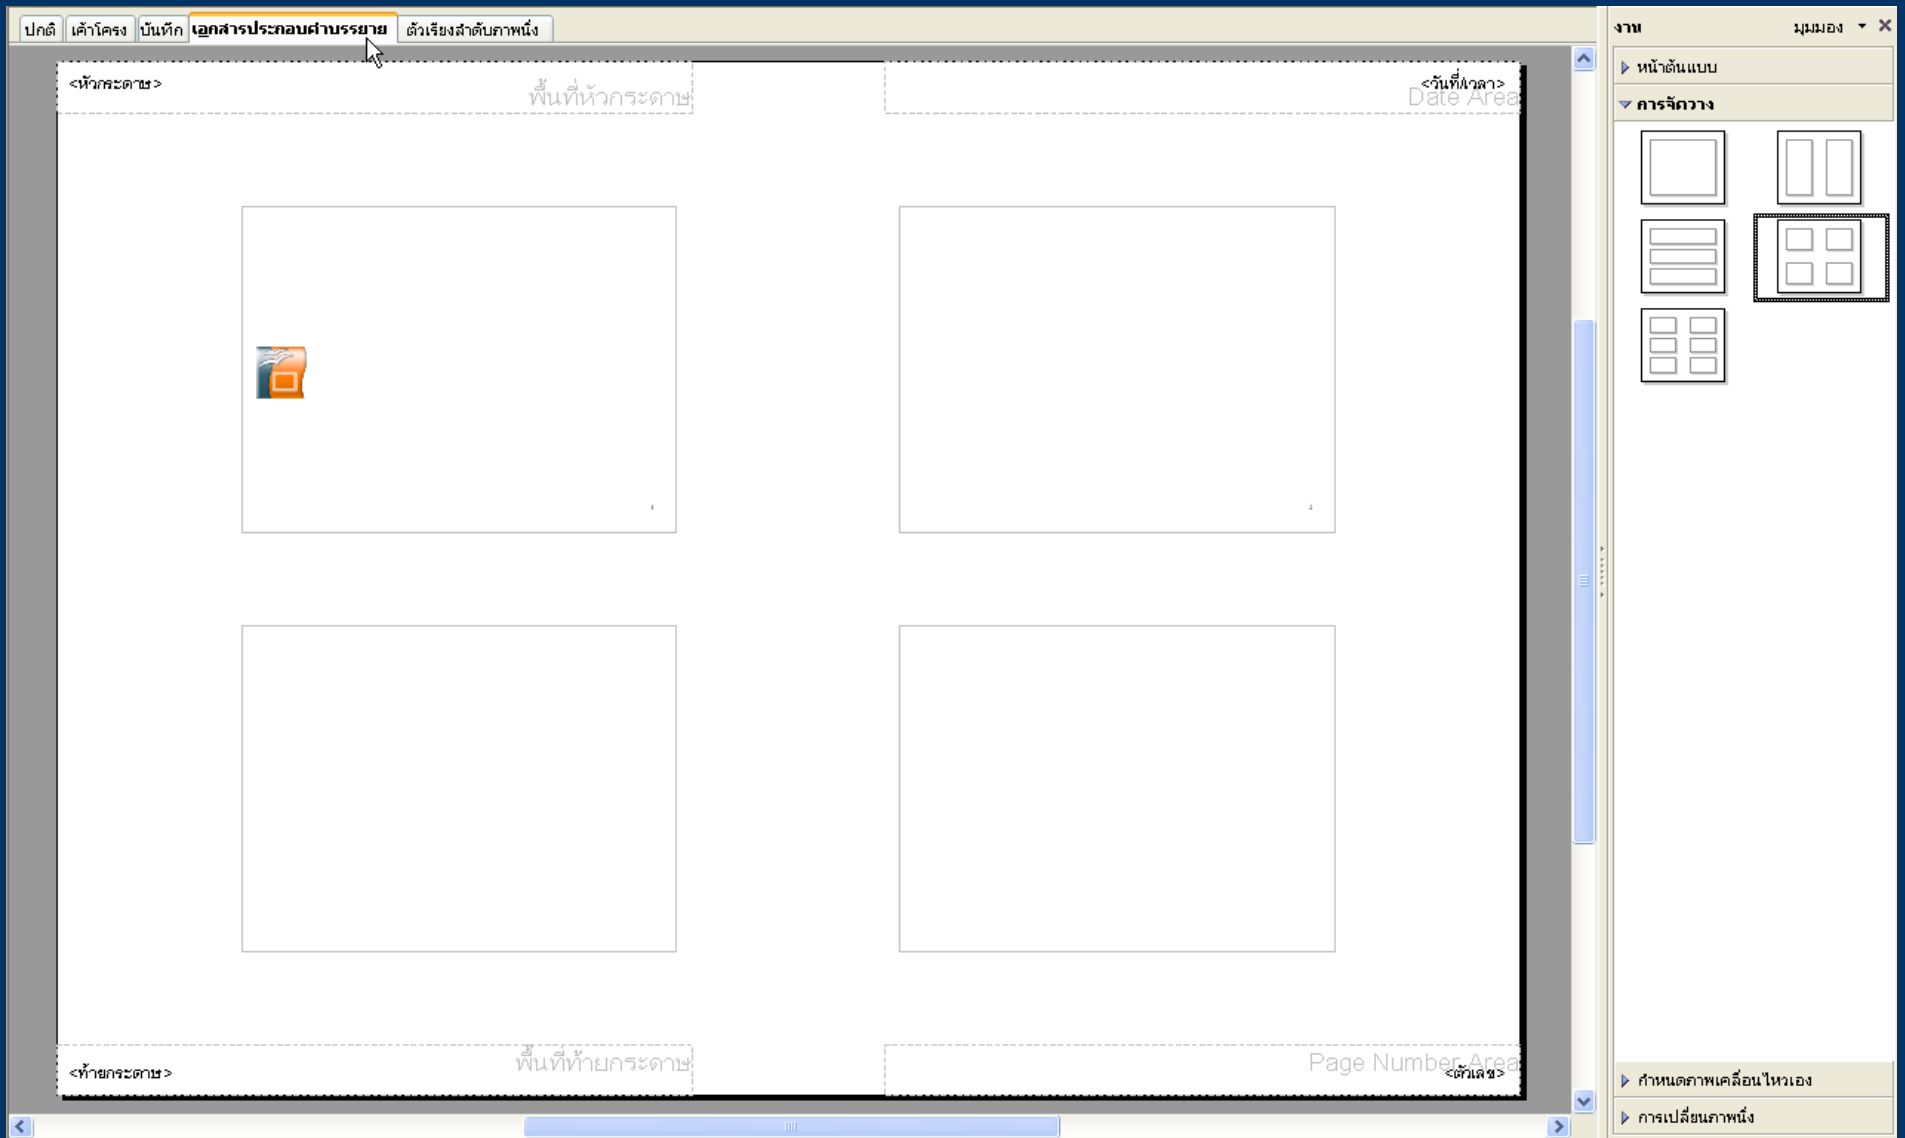 ปกติ เค้าโครง บันทึก เอกสารประกอบคำบรรยาย ตัวเรียงลำดับภาพนิ่ง
งาน มุมมอง
<หัวกระดาษ> พื้นที่หัวกระดาษ <วันที่/เวลา> Date Area
หน้าต้นแบบ
การจัดวาง
1 2
<ท้ายกระดาษ> พื้นที่ท้ายกระดาษ Page Number Area <ตัวเลข>
กำหนดภาพเคลื่อนไหวเอง
การเปลี่ยนภาพนิ่ง